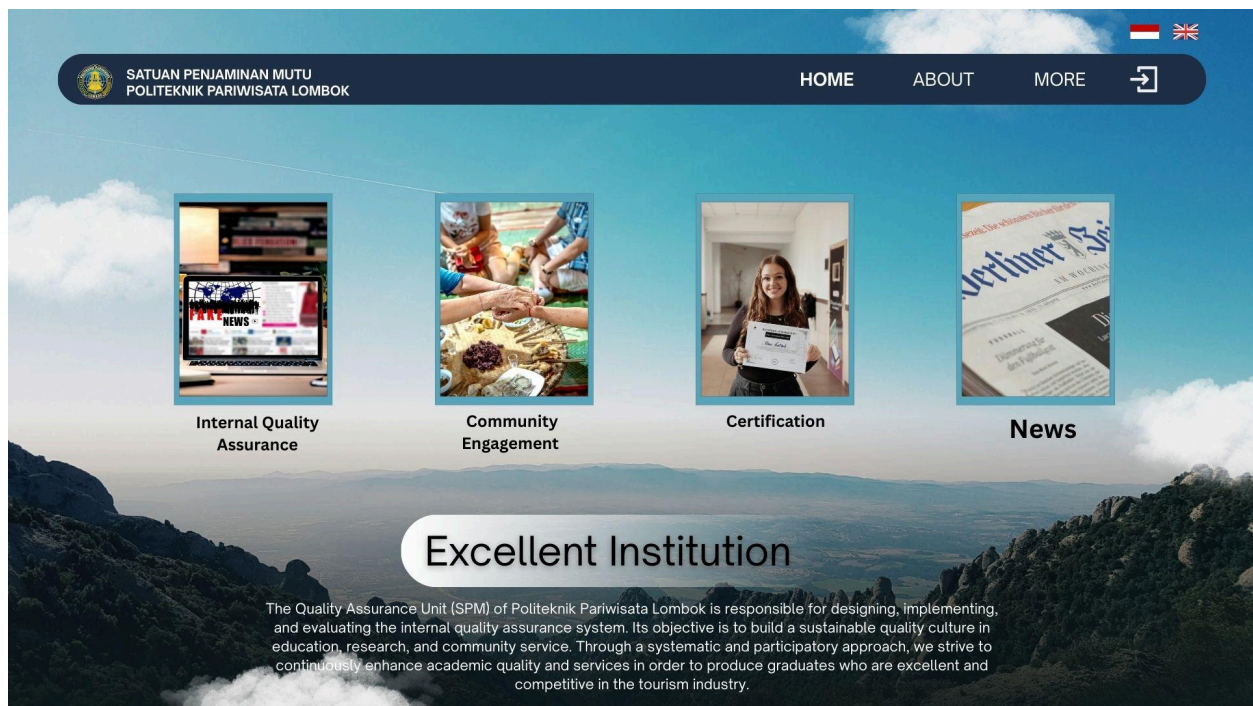 SATUAN PENJAMINAN MUTU
POLITEKNIK PARIWISATA LOMBOK
HOME
ABOUT
MORE
FAKE
NEWS
Berliner
Internal Quality
Assurance
Community
Engagement
Certification
News
Excellent Institution
The Quality Assurance Unit (SPM) of Politeknik Pariwisata Lombok is responsible for designing, implementing,
and evaluating the internal quality assurance system. Its objective is to build a sustainable quality culture in
education, research, and community service. Through a systematic and participatory approach, we strive to
continuously enhance academic quality and services in order to produce graduates who are excellent and
competitive in the tourism industry.